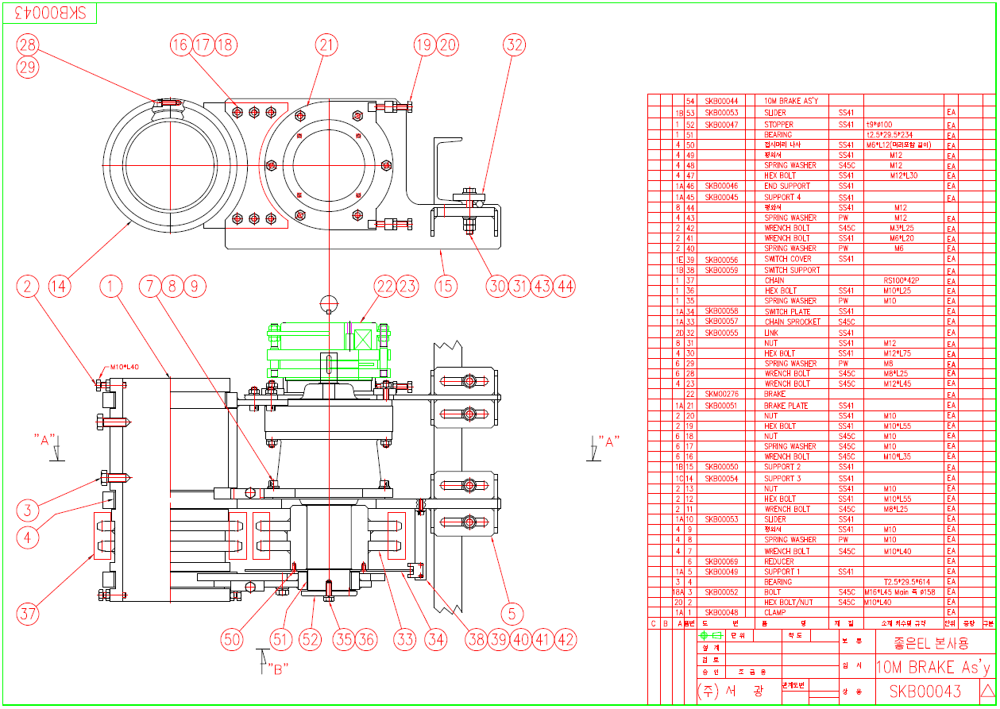 SKB00043
28
29
16 17 18
21
19 20
32
2
14
1
7 8 9
22 23
15
30 31 43 44
M10*L40
"A"
"A"
3
4
37
5
50
51
52
35 36
33
34
38 39 40 41 42
"B"
54 SKB00044 10M BRAKE AS'Y
1B 53 SKB00053 SLIDER SS41 EA
1 52 SKB00047 STOPPER SS41 t9*ø100 EA
1 51 BEARING t2.5*29.5*234 EA
4 50 접시머리 나사 SS41 M6*L12(머리포함 길이) EA
4 49 평와셔 SS41 M12 EA
4 48 SPRING WASHER S45C M12 EA
4 47 HEX BOLT SS41 M12*L30 EA
1A 46 SKB00046 END SUPPORT SS41 EA
1A 45 SKB00045 SUPPORT 4 SS41 EA
8 44 평와셔 SS41 M12
4 43 SPRING WASHER PW M12 EA
2 42 WRENCH BOLT S45C M3*L25 EA
2 41 WRENCH BOLT SS41 M6*L20 EA
2 40 SPRING WASHER PW M6 EA
1E 39 SKB00056 SWITCH COVER SS41 EA
1B 38 SKB00059 SWITCH SUPPORT EA
1 37 CHAIN RS100*42P EA
1 36 HEX BOLT SS41 M10*L25 EA
1 35 SPRING WASHER PW M10 EA
1A 34 SKB00058 SWITCH PLATE SS41 EA
1A 33 SKB00057 CHAIN SPROCKET S45C EA
2D 32 SKB00055 LINK SS41 EA
8 31 NUT SS41 M12 EA
4 30 HEX BOLT SS41 M12*L75 EA
6 29 SPRING WASHER PW M8 EA
6 28 WRENCH BOLT S45C M8*L25 EA
4 23 WRENCH BOLT S45C M12*L45 EA
22 SKM00276 BRAKE EA
1A 21 SKB00051 BRAKE PLATE SS41 EA
2 20 NUT SS41 M10 EA
2 19 HEX BOLT SS41 M10*L55 EA
6 18 NUT S45C M10 EA
6 17 SPRING WASHER S45C M10 EA
6 16 WRENCH BOLT S45C M10*L35 EA
1B 15 SKB00050 SUPPORT 2 SS41 EA
1C 14 SKB00054 SUPPORT 3 SS41 EA
2 13 NUT SS41 M10 EA
2 12 HEX BOLT SS41 M10*L55 EA
2 11 WRENCH BOLT S45C M8*L25 EA
1A 10 SKB00053 SLIDER SS41 EA
4 9 평와셔 SS41 M10 EA
4 8 SPRING WASHER PW M10 EA
4 7 WRENCH BOLT S45C M10*L40 EA
6 SKB00069 REDUCER EA
1A 5 SKB00049 SUPPORT 1 SS41 EA
3 4 BEARING T2.5*29.5*614 EA
18A 3 SKB00052 BOLT S45C M16*L45 Main 측 ø158 EA
20 2 HEX BOLT/NUT S45C M10*L40 EA
1A 1 SKB00048 CLAMP EA
C B A 품번 도 번 품 명 재 질 소재 치수및 규격 단위 중량 구분
단 위 척 도 보 류 좋은EL 본사용
설 계
검 토 임 시 10M BRAKE As'y
승 인 조 금 용
(주) 서 광 관계도번 상 용 SKB00043